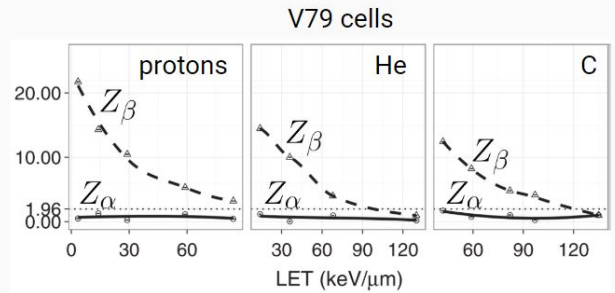 V79 cells
protons
He
C
20.00
10.00
1.96
0.00
Zβ
Zα
Zβ
Zα
Zβ
Zα
0 30 60 90
30 60 90 120
60 90 120
LET (keV/μm)